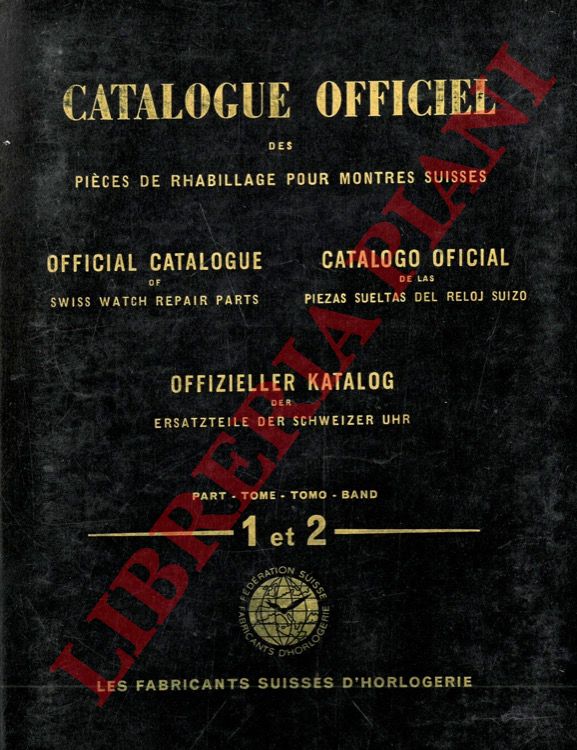 CATALOGUE OFFICIEL
DES
PIÈCES DE RHABILLAGE POUR MONTRES SUISSES
OFFICIAL CATALOGUE
OF
SWISS WATCH REPAIR PARTS
CATALOGO OFICIAL
DE LAS
PIEZAS SUELTAS DEL RELOJ SUIZO
OFFIZIELLER KATALOG
DER
ERSATZTEILE DER SCHWEIZER UHR
PART - TOME - TOMO - BAND
1 et 2
FÉDÉRATION SUISSE
FABRICANTS D'HORLOGERIE
LES FABRICANTS SUISSES D'HORLOGERIE
LIBRERIA PIANI